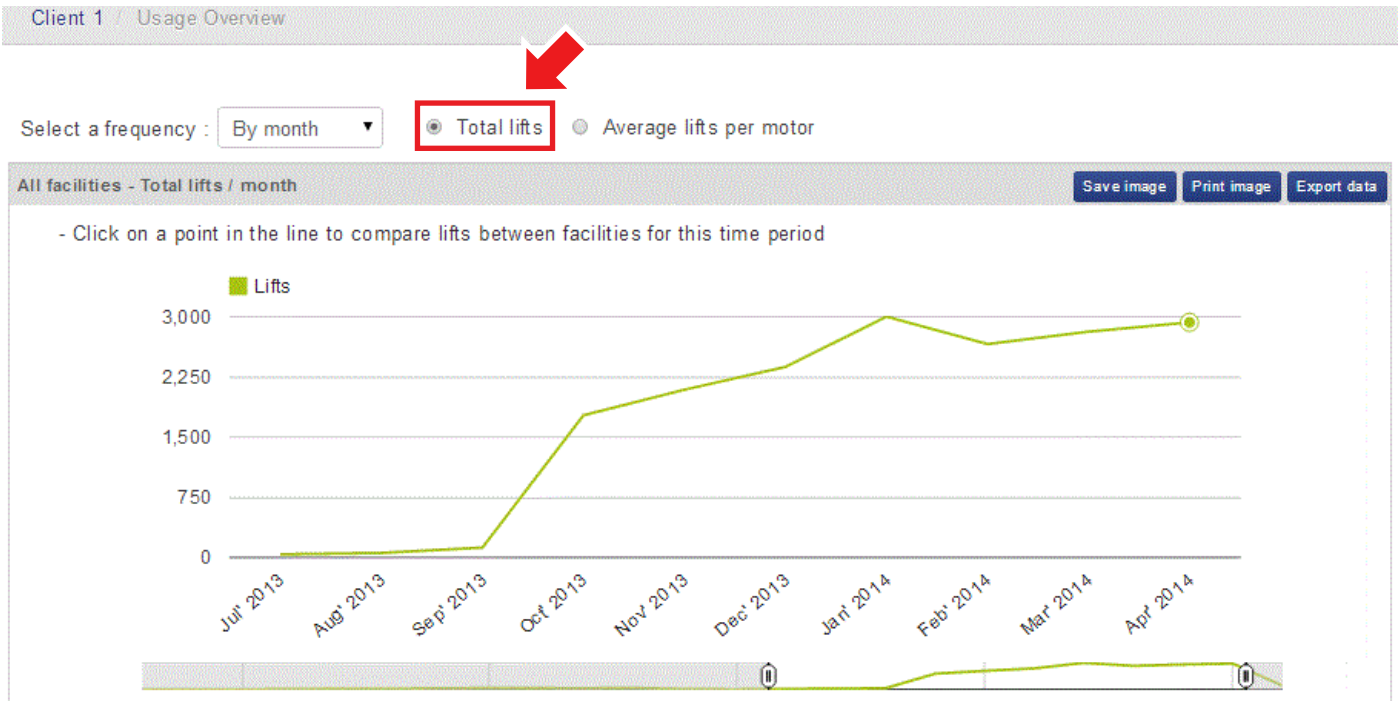 Client 1 / Usage Overview
Select a frequency : By month Total lifts Average lifts per motor
All facilities - Total lifts / month Save image Print image Export data
- Click on a point in the line to compare lifts between facilities for this time period
Lifts
3,000
2,250
1,500
750
0
Jul' 2013 Aug' 2013 Sep' 2013 Oct' 2013 Nov' 2013 Dec' 2013 Jan' 2014 Feb' 2014 Mar' 2014 Apr' 2014